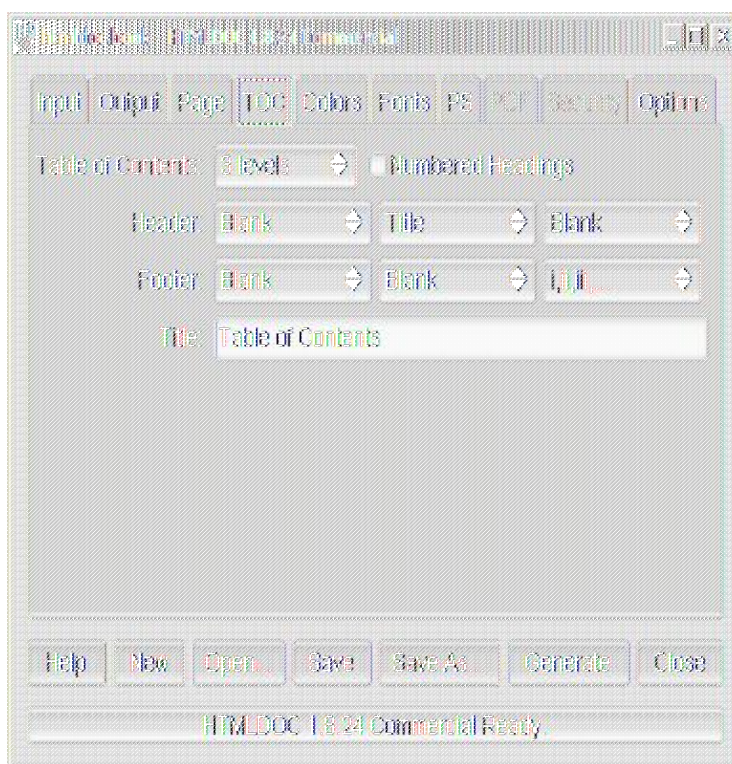 HTMLDOC 1.8.24 Commercial
Input Output Page TOC Colors Fonts PS PDF Security Options
Table of Contents: 3 levels Numbered Headings
Header: Blank Title Blank
Footer: Blank Blank i,ii,iii,...
Title: Table of Contents
Help New Open... Save Save As... Generate Close
HTMLDOC 1.8.24 Commercial Ready.